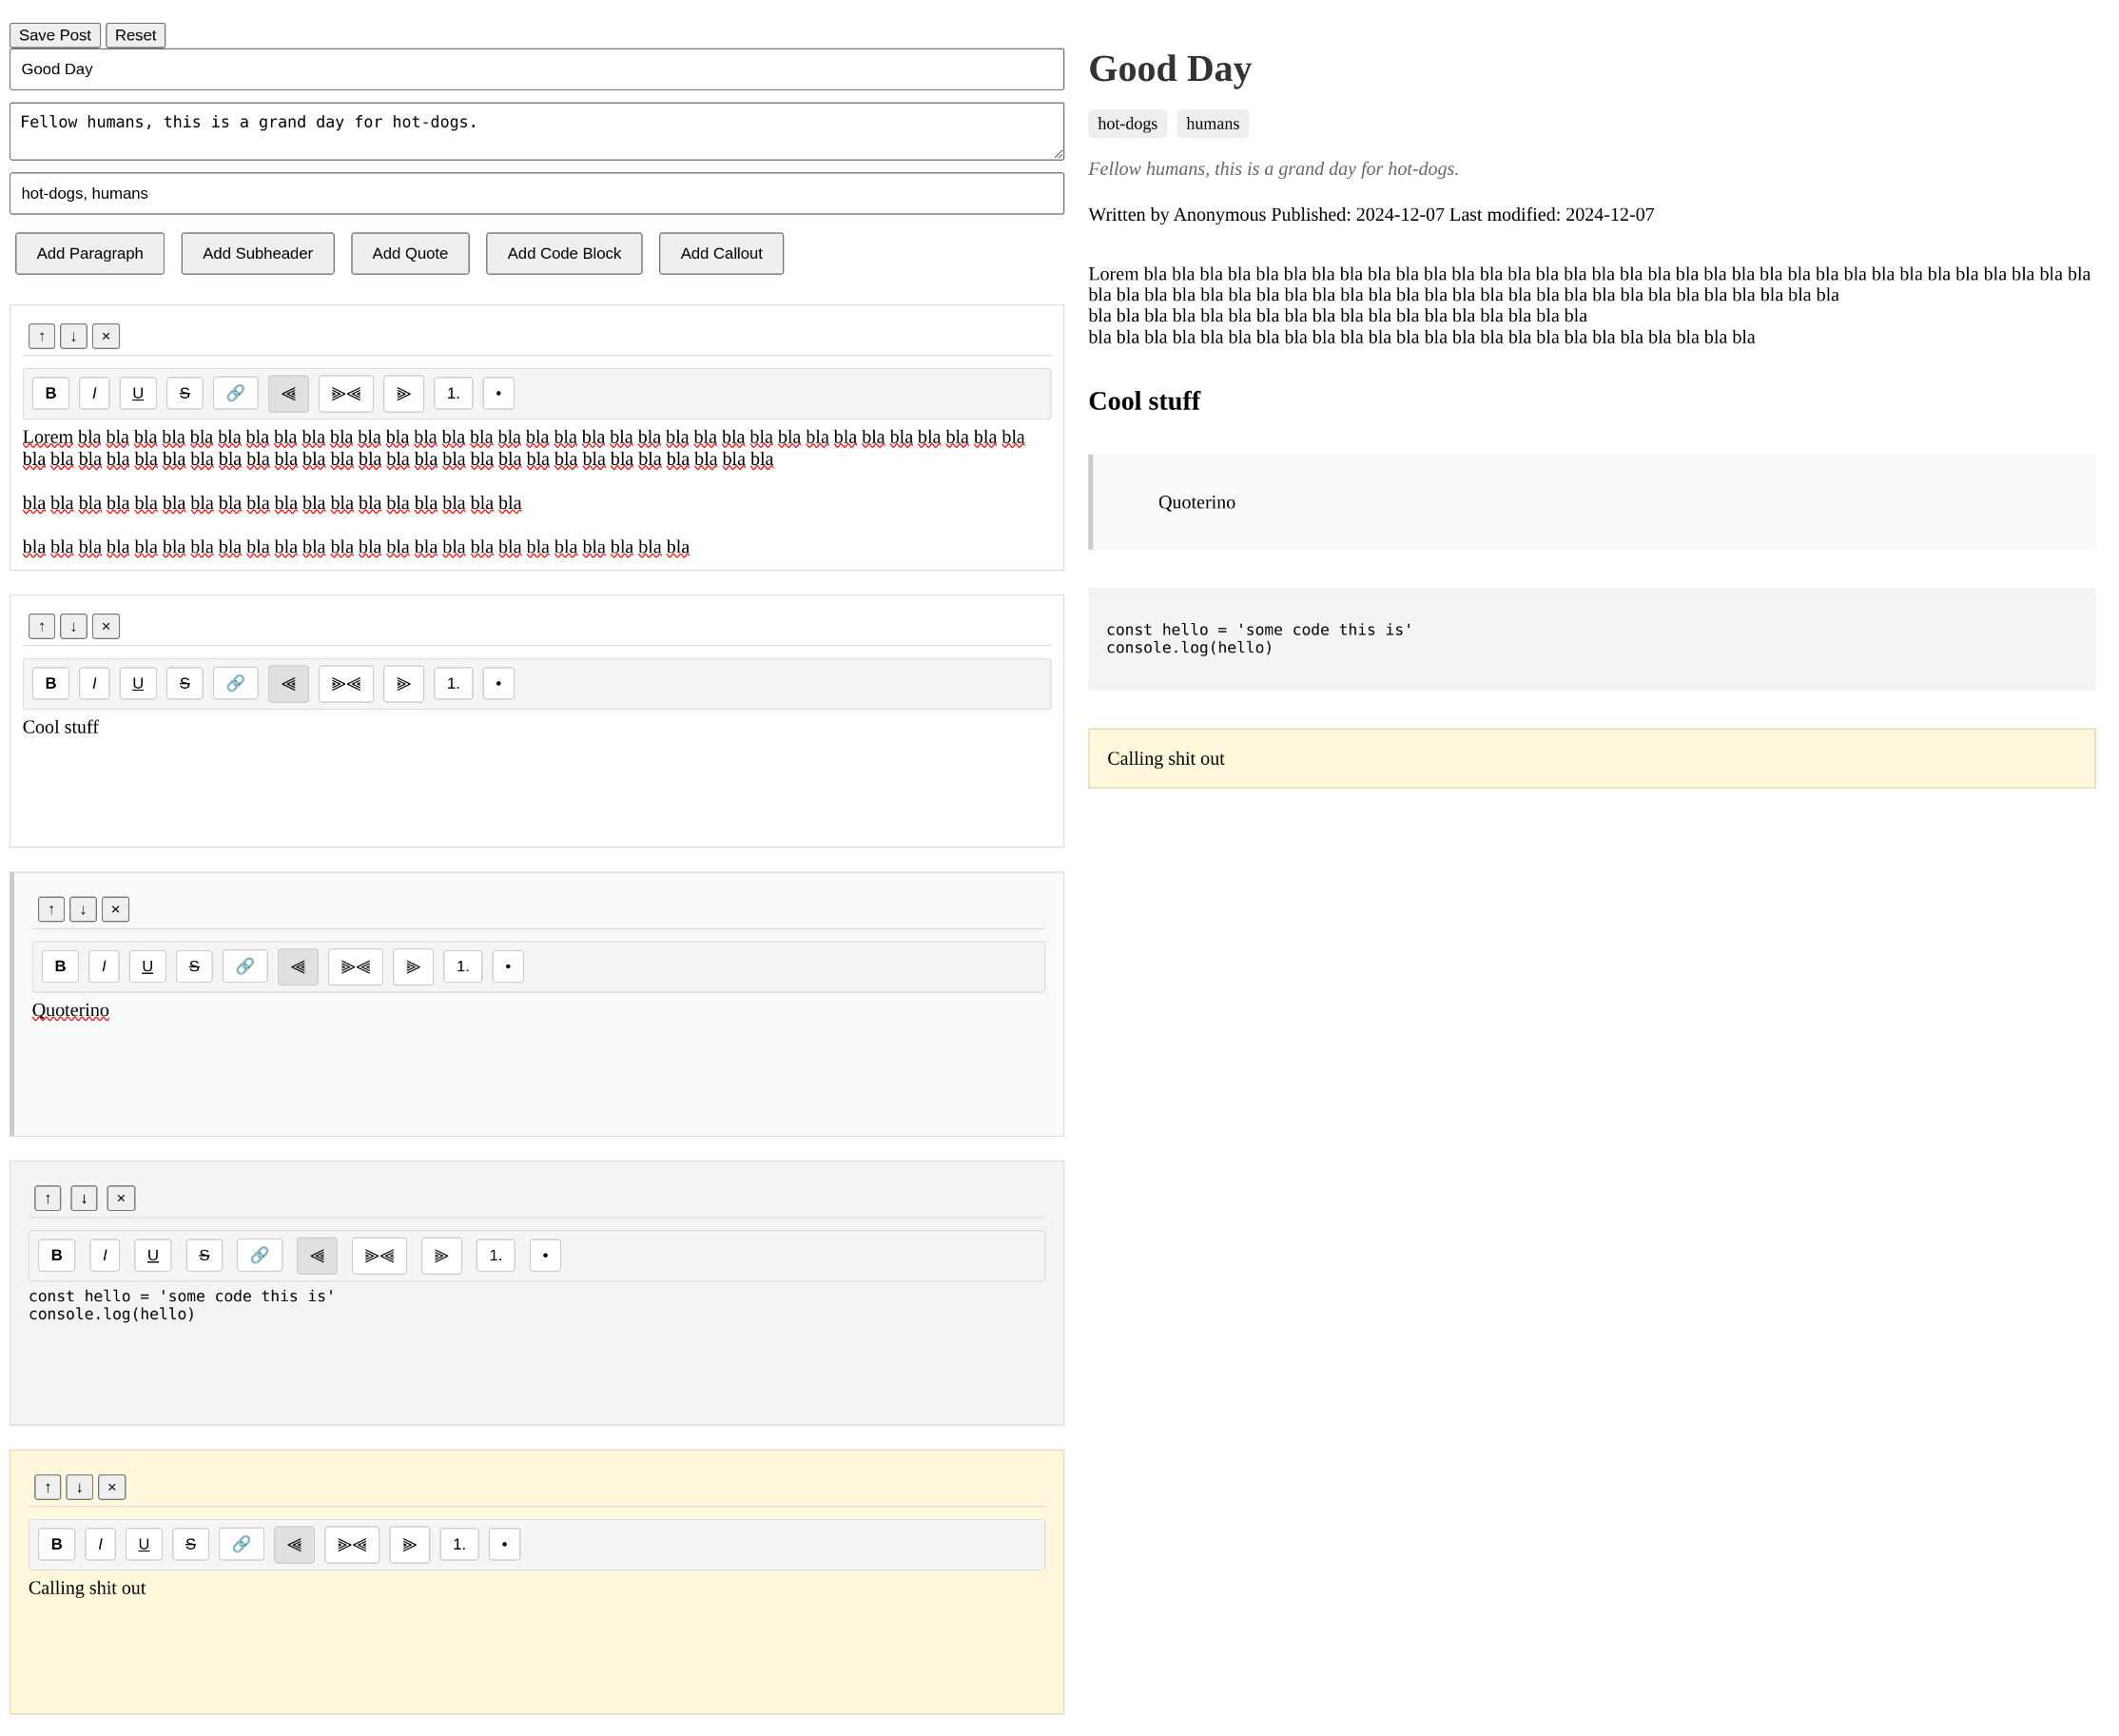 Save Post Reset
Good Day
Fellow humans, this is a grand day for hot-dogs.
hot-dogs, humans
Add Paragraph Add Subheader Add Quote Add Code Block Add Callout
↑ ↓ ×
B I U S 🔗 ⫷ ⫸⫷ ⫸ 1. •
Lorem bla bla bla bla bla bla bla bla bla bla bla bla bla bla bla bla bla bla bla bla bla bla bla bla bla bla bla bla bla bla bla bla bla bla
bla bla bla bla bla bla bla bla bla bla bla bla bla bla bla bla bla bla bla bla bla bla bla bla bla bla bla
bla bla bla bla bla bla bla bla bla bla bla bla bla bla bla bla bla bla
bla bla bla bla bla bla bla bla bla bla bla bla bla bla bla bla bla bla bla bla bla bla bla bla
↑ ↓ ×
B I U S 🔗 ⫷ ⫸⫷ ⫸ 1. •
Cool stuff
↑ ↓ ×
B I U S 🔗 ⫷ ⫸⫷ ⫸ 1. •
Quoterino
↑ ↓ ×
B I U S 🔗 ⫷ ⫸⫷ ⫸ 1. •
const hello = 'some code this is'
console.log(hello)
↑ ↓ ×
B I U S 🔗 ⫷ ⫸⫷ ⫸ 1. •
Calling shit out
Good Day
hot-dogs humans
Fellow humans, this is a grand day for hot-dogs.
Written by Anonymous Published: 2024-12-07 Last modified: 2024-12-07
Lorem bla bla bla bla bla bla bla bla bla bla bla bla bla bla bla bla bla bla bla bla bla bla bla bla bla bla bla bla bla bla bla bla bla bla
bla bla bla bla bla bla bla bla bla bla bla bla bla bla bla bla bla bla bla bla bla bla bla bla bla bla bla
bla bla bla bla bla bla bla bla bla bla bla bla bla bla bla bla bla bla
bla bla bla bla bla bla bla bla bla bla bla bla bla bla bla bla bla bla bla bla bla bla bla bla
Cool stuff
Quoterino
const hello = 'some code this is'
console.log(hello)
Calling shit out